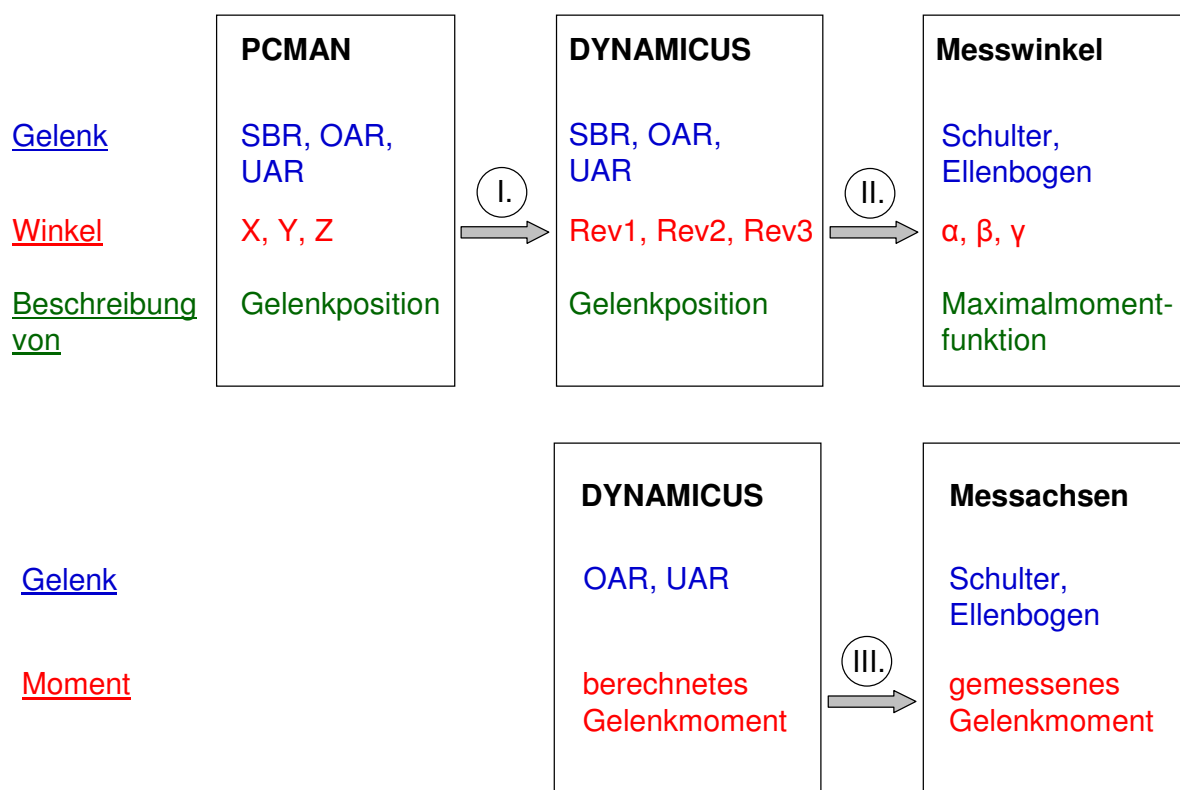 PCMAN DYNAMICUS Messwinkel
Gelenk SBR, OAR, SBR, OAR, Schulter,
UAR UAR Ellenbogen
I. II.
Winkel X, Y, Z Rev1, Rev2, Rev3 α, β, γ
Beschreibung Gelenkposition Gelenkposition Maximalmoment-
von funktion
DYNAMICUS Messachsen
Gelenk OAR, UAR Schulter,
Ellenbogen
III.
Moment berechnetes gemessenes
Gelenkmoment Gelenkmoment